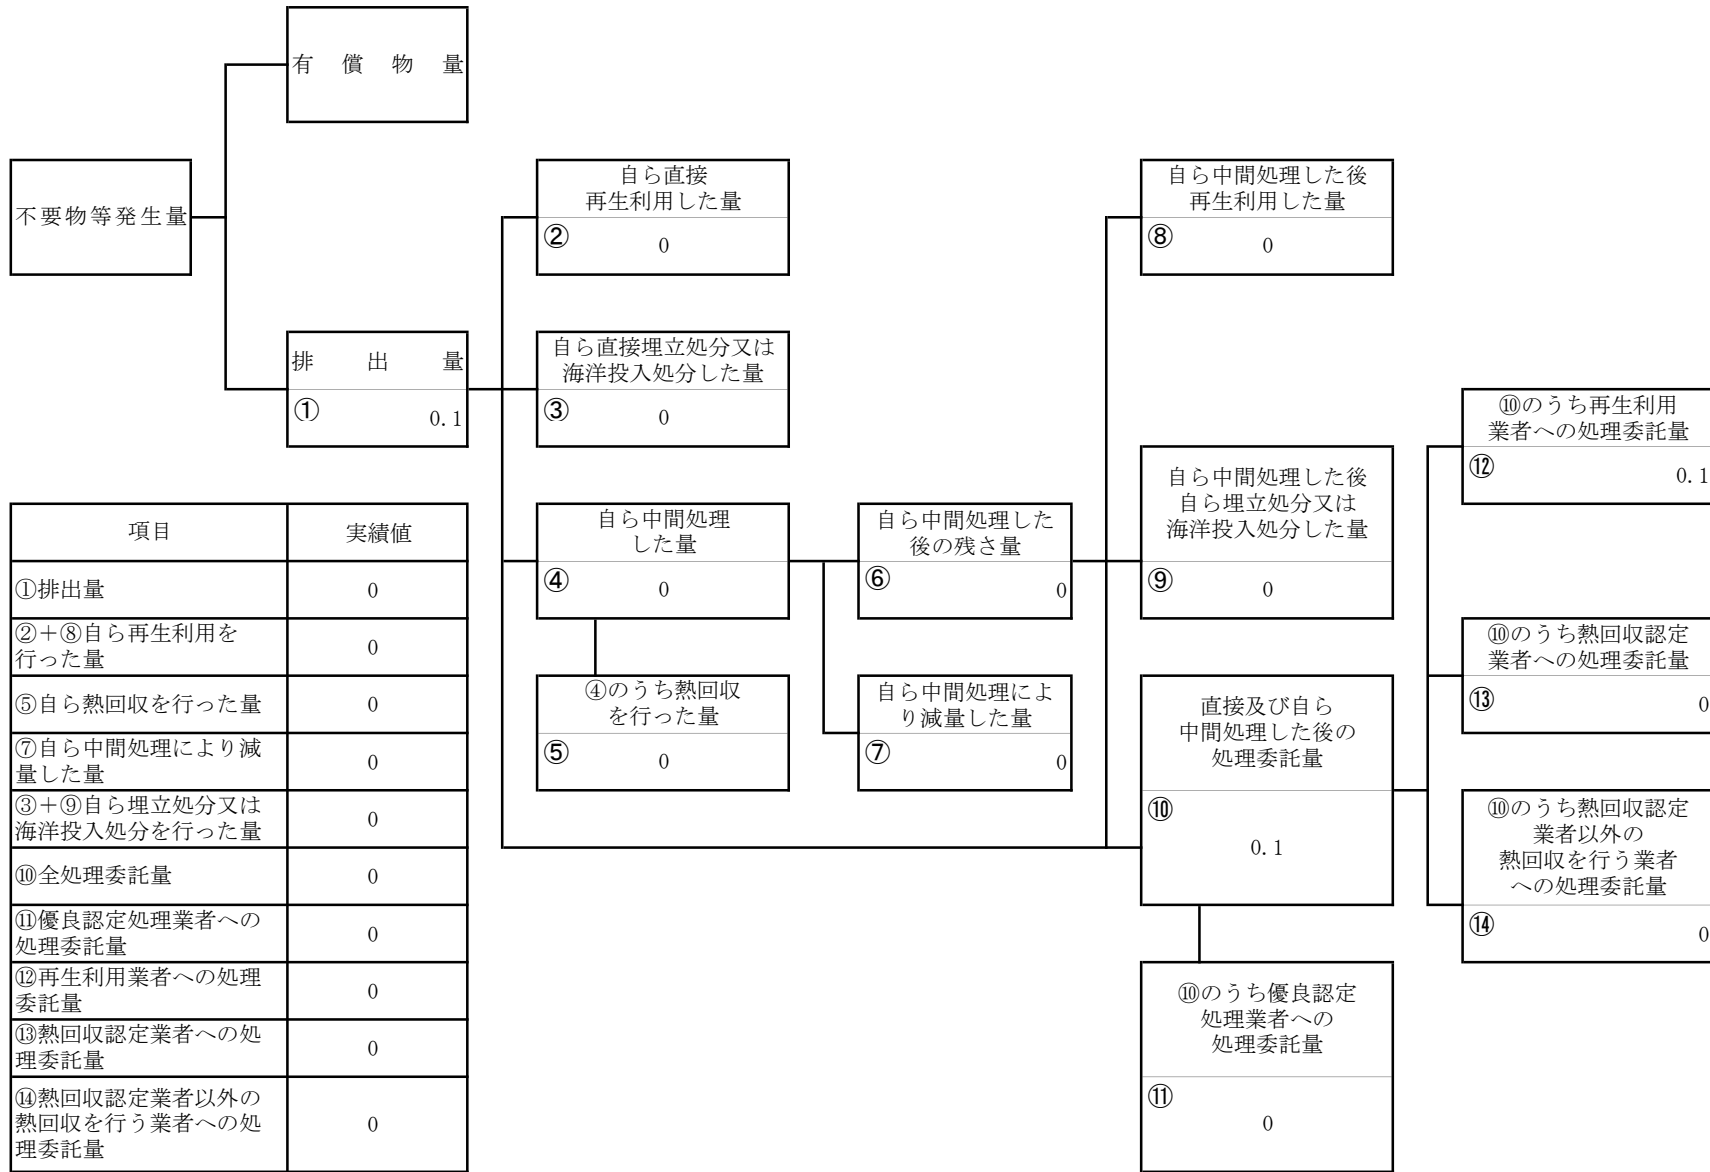 有償物量
不要物等発生量
排出量
① 0.1
自ら直接
再生利用した量
② 0
自ら直接埋立処分又は
海洋投入処分した量
③ 0
自ら中間処理
した量
④ 0
④のうち熱回収
を行った量
⑤ 0
自ら中間処理した
後の残さ量
⑥ 0
自ら中間処理によ
り減量した量
⑦ 0
自ら中間処理した後
再生利用した量
⑧ 0
自ら中間処理した後
自ら埋立処分又は
海洋投入処分した量
⑨ 0
直接及び自ら
中間処理した後の
処理委託量
⑩
0.1
⑩のうち優良認定
処理業者への
処理委託量
⑪
0
⑩のうち再生利用
業者への処理委託量
⑫ 0.1
⑩のうち熱回収認定
業者への処理委託量
⑬ 0
⑩のうち熱回収認定
業者以外の
熱回収を行う業者
への処理委託量
⑭ 0
項目 実績値
①排出量 0
②＋⑧自ら再生利用を
行った量 0
⑤自ら熱回収を行った量 0
⑦自ら中間処理により減
量した量 0
③＋⑨自ら埋立処分又は
海洋投入処分を行った量 0
⑩全処理委託量 0
⑪優良認定処理業者への
処理委託量 0
⑫再生利用業者への処理
委託量 0
⑬熱回収認定業者への処
理委託量 0
⑭熱回収認定業者以外の
熱回収を行う業者への処
理委託量 0